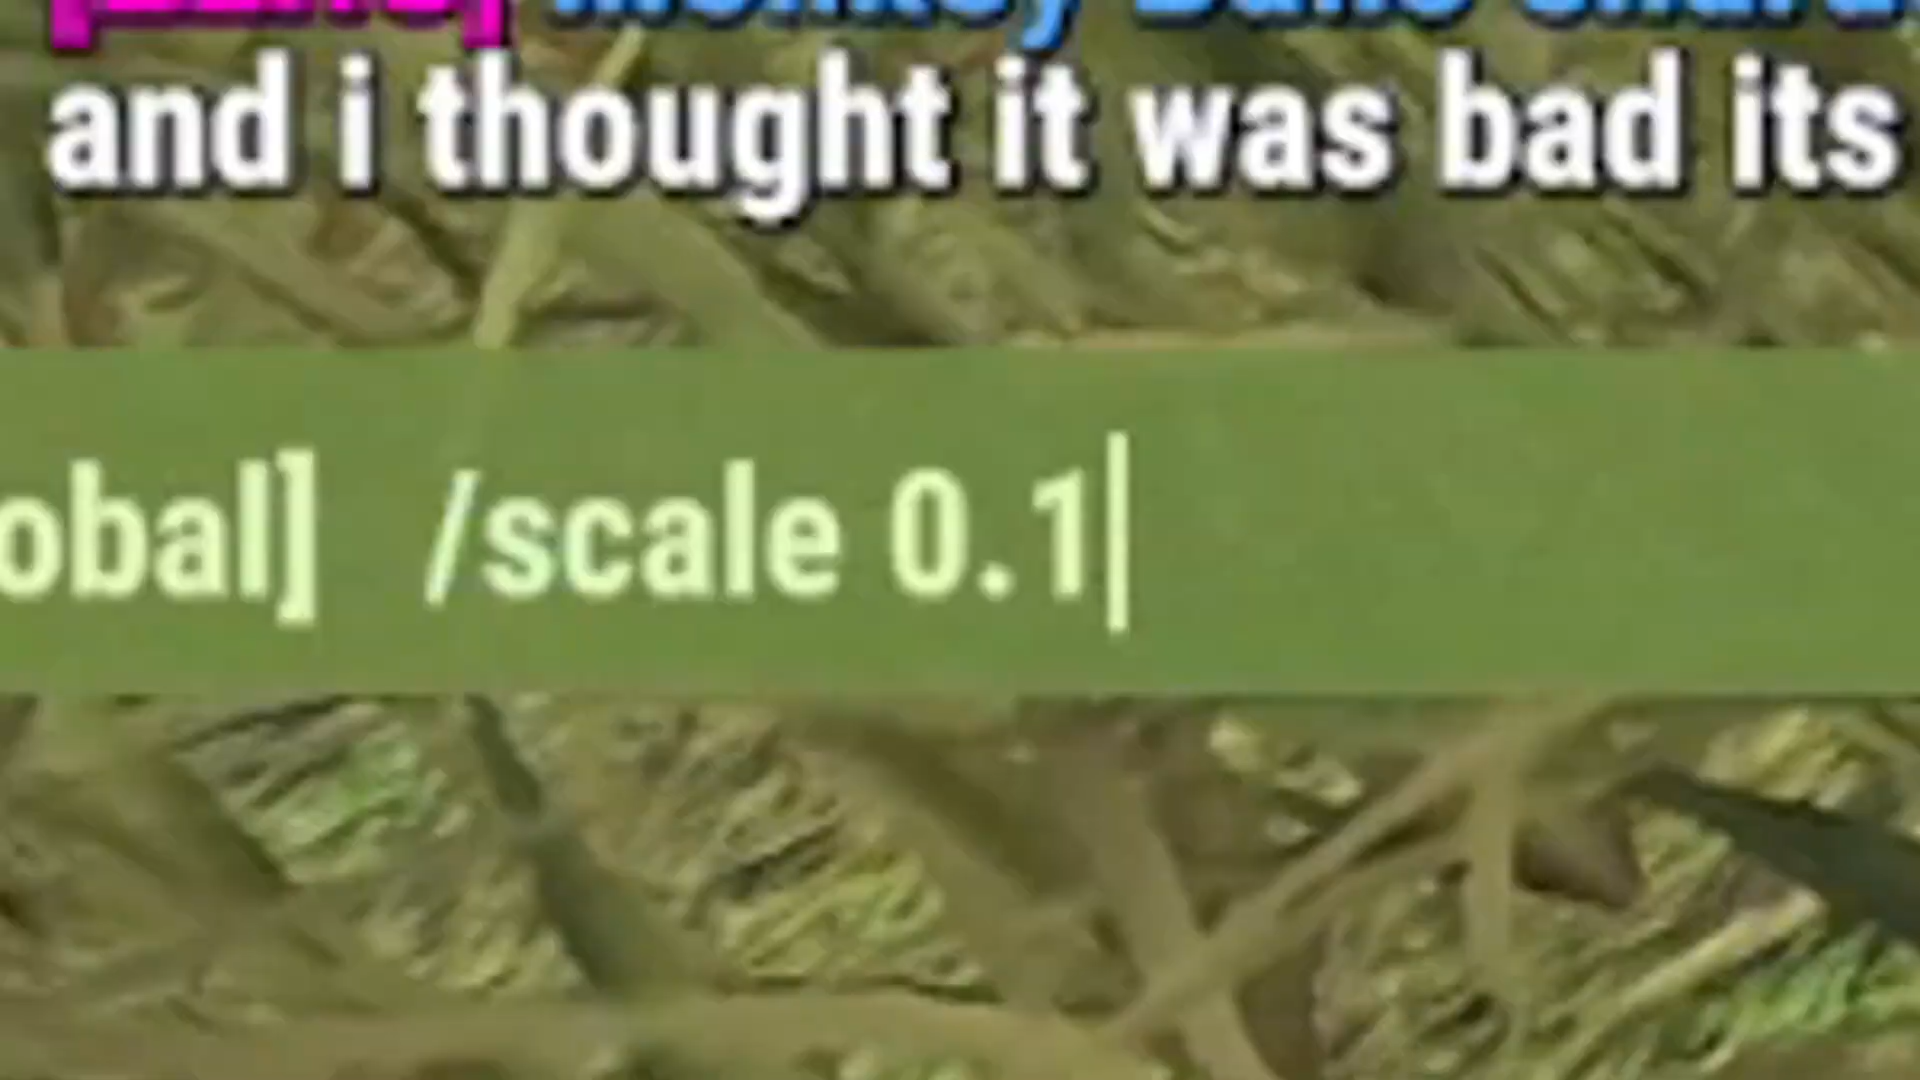 and i thought it was bad its
obal] /scale 0.1